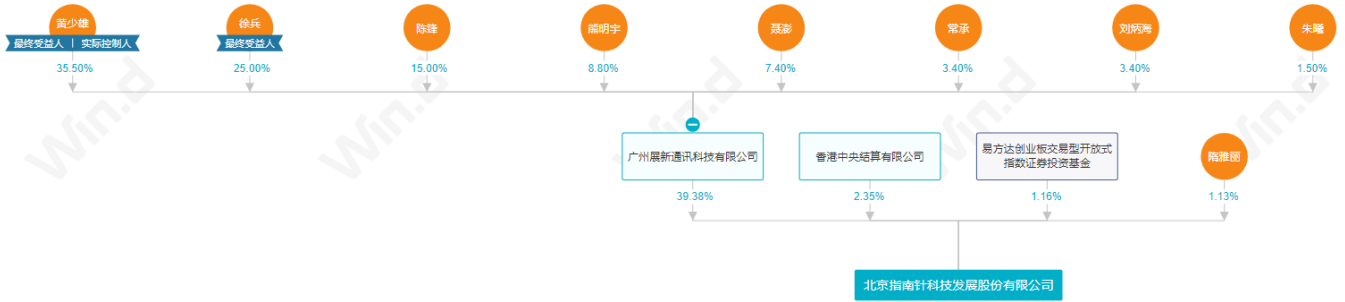 黄少雄
徐兵
陈锋
熊明宇
聂澎
常承
刘炳海
朱曦
最终受益人 | 实际控制人
最终受益人
35.50%
25.00%
15.00%
8.80%
7.40%
3.40%
3.40%
1.50%
Win.d
Win.d
Win.d
Win.d
广州展新通讯科技有限公司
香港中央结算有限公司
易方达创业板交易型开放式
指数证券投资基金
隋雅丽
39.38%
2.35%
1.16%
1.13%
北京指南针科技发展股份有限公司